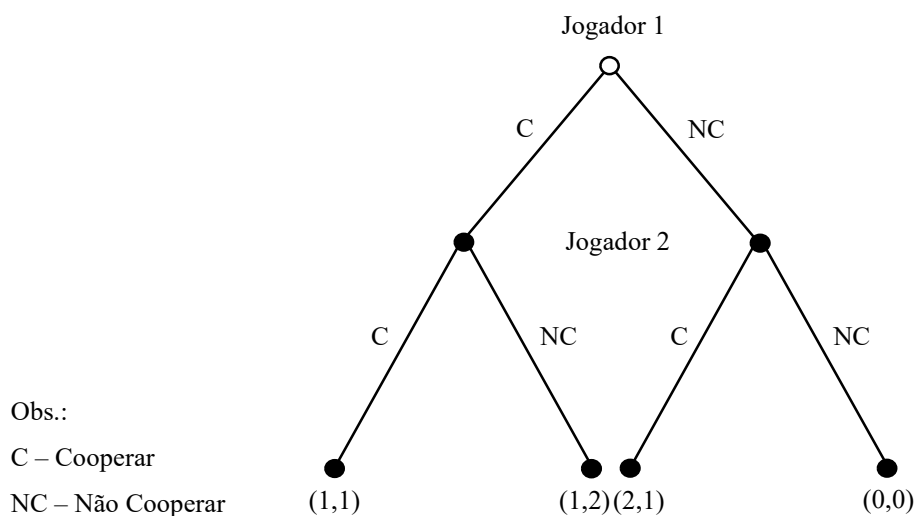 Jogador 1
C
NC
Jogador 2
C
NC
C
NC
Obs.:
C – Cooperar
NC – Não Cooperar
(1,1)
(1,2)
(2,1)
(0,0)